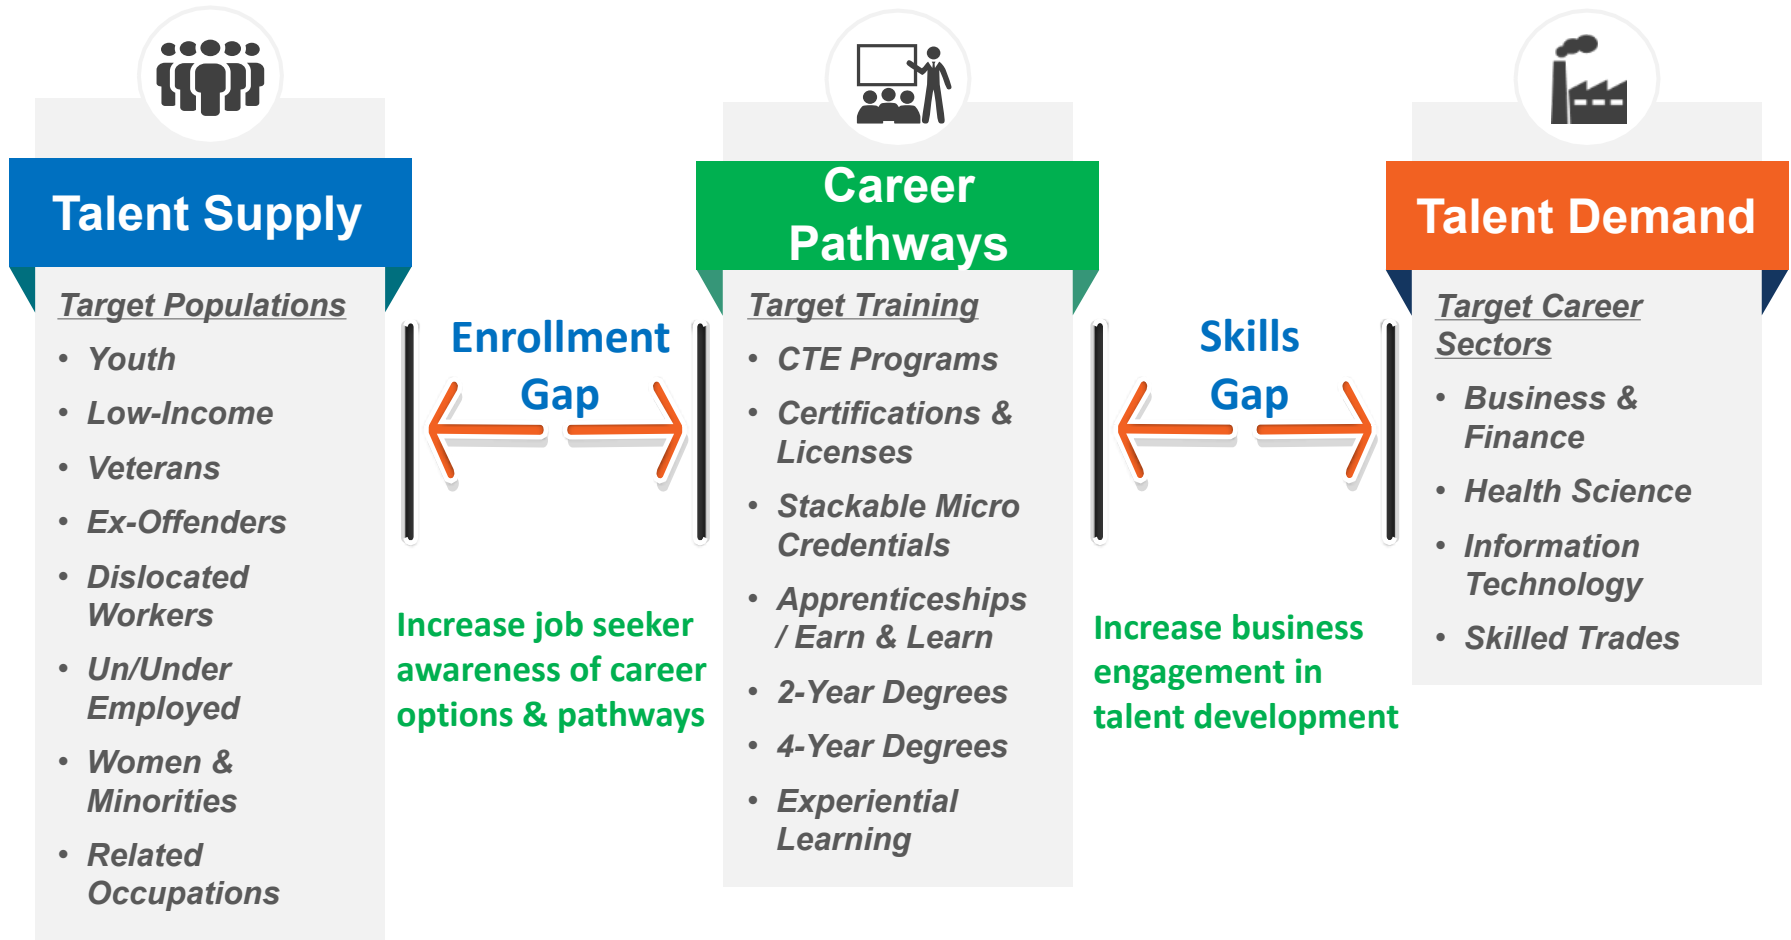 Talent Supply
Target Populations
• Youth
• Low-Income
• Veterans
• Ex-Offenders
• Dislocated
Workers
• Un/Under
Employed
• Women &
Minorities
• Related
Occupations
Enrollment
Gap
Increase job seeker
awareness of career
options & pathways
Career
Pathways
Target Training
• CTE Programs
• Certifications &
Licenses
• Stackable Micro
Credentials
• Apprenticeships
/ Earn & Learn
• 2-Year Degrees
• 4-Year Degrees
• Experiential
Learning
Skills
Gap
Increase business
engagement in
talent development
Talent Demand
Target Career
Sectors
• Business &
Finance
• Health Science
• Information
Technology
• Skilled Trades